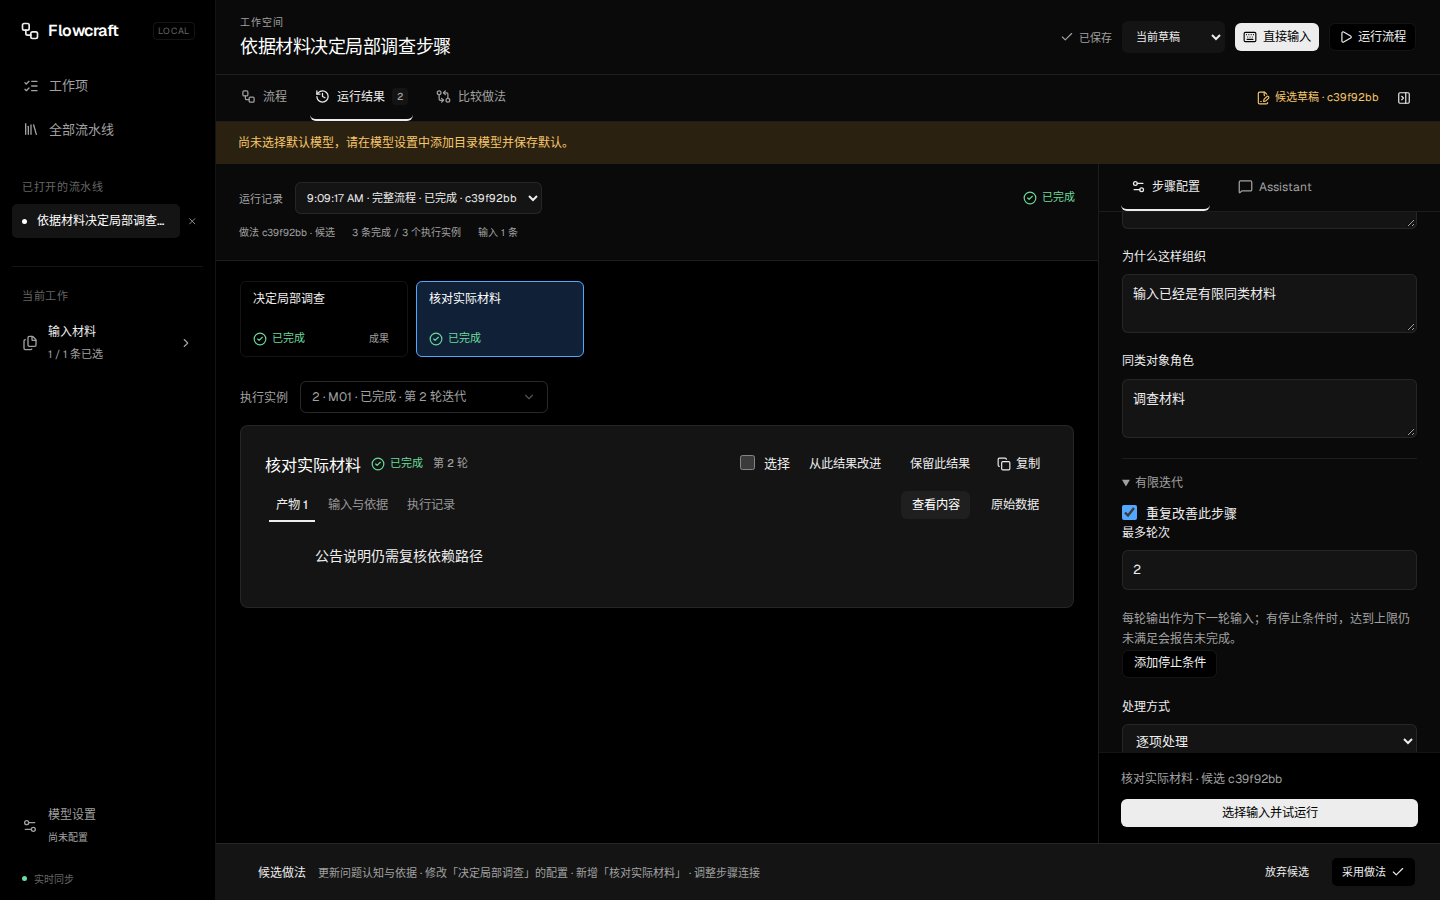 Flowcraft
LOCAL
工作项
全部流水线
已打开的流水线
依据材料决定局部调查...
当前工作
输入材料
1 / 1 条已选
模型设置
尚未配置
实时同步
工作空间
依据材料决定局部调查步骤
已保存
当前草稿
直接输入
运行流程
流程
运行结果 2
比较做法
候选草稿 · c39f92bb
尚未选择默认模型，请在模型设置中添加目录模型并保存默认。
运行记录
9:09:17 AM · 完整流程 · 已完成 · c39f92bb
已完成
做法 c39f92bb · 候选
3 条完成 / 3 个执行实例
输入 1 条
决定局部调查
已完成
成果
核对实际材料
已完成
执行实例
2 · M01 · 已完成 · 第 2 轮迭代
核对实际材料
已完成
第 2 轮
选择
从此结果改进
保留此结果
复制
产物 1
输入与依据
执行记录
查看内容
原始数据
公告说明仍需复核依赖路径
步骤配置
Assistant
为什么这样组织
输入已经是有限同类材料
同类对象角色
调查材料
有限迭代
重复改善此步骤
最多轮次
2
每轮输出作为下一轮输入；有停止条件时，达到上限仍
未满足会报告未完成。
添加停止条件
处理方式
逐项处理
核对实际材料 · 候选 c39f92bb
选择输入并试运行
候选做法
更新问题认知与依据 · 修改「决定局部调查」的配置 · 新增「核对实际材料」 · 调整步骤连接
放弃候选
采用做法